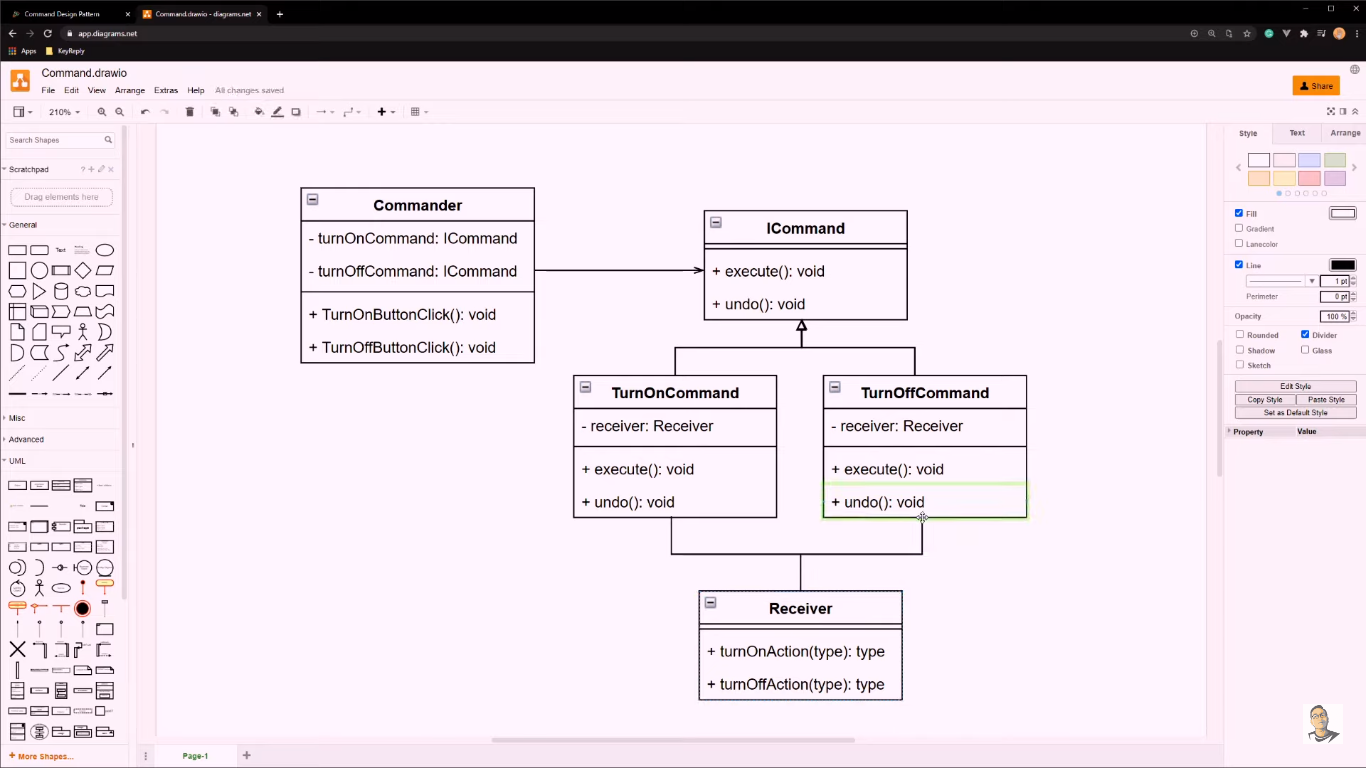 Command Design Pattern
Command.drawio - diagrams.net
app.diagrams.net
Apps
KeyReply
Command.drawio
File Edit View Arrange Extras Help All changes saved
Share
210%
Search Shapes
Scratchpad
Drag elements here
General
Text
Misc
Advanced
UML
More Shapes...
Commander
- turnOnCommand: ICommand
- turnOffCommand: ICommand
+ TurnOnButtonClick(): void
+ TurnOffButtonClick(): void
ICommand
+ execute(): void
+ undo(): void
TurnOnCommand
- receiver: Receiver
+ execute(): void
+ undo(): void
TurnOffCommand
- receiver: Receiver
+ execute(): void
+ undo(): void
Receiver
+ turnOnAction(type): type
+ turnOffAction(type): type
Style Text Arrange
Fill
Gradient
Lanecolor
Line
1 pt
Perimeter 0 pt
Opacity 100 %
Rounded Divider
Shadow Glass
Sketch
Edit Style
Copy Style Paste Style
Set as Default Style
Property Value
Page-1